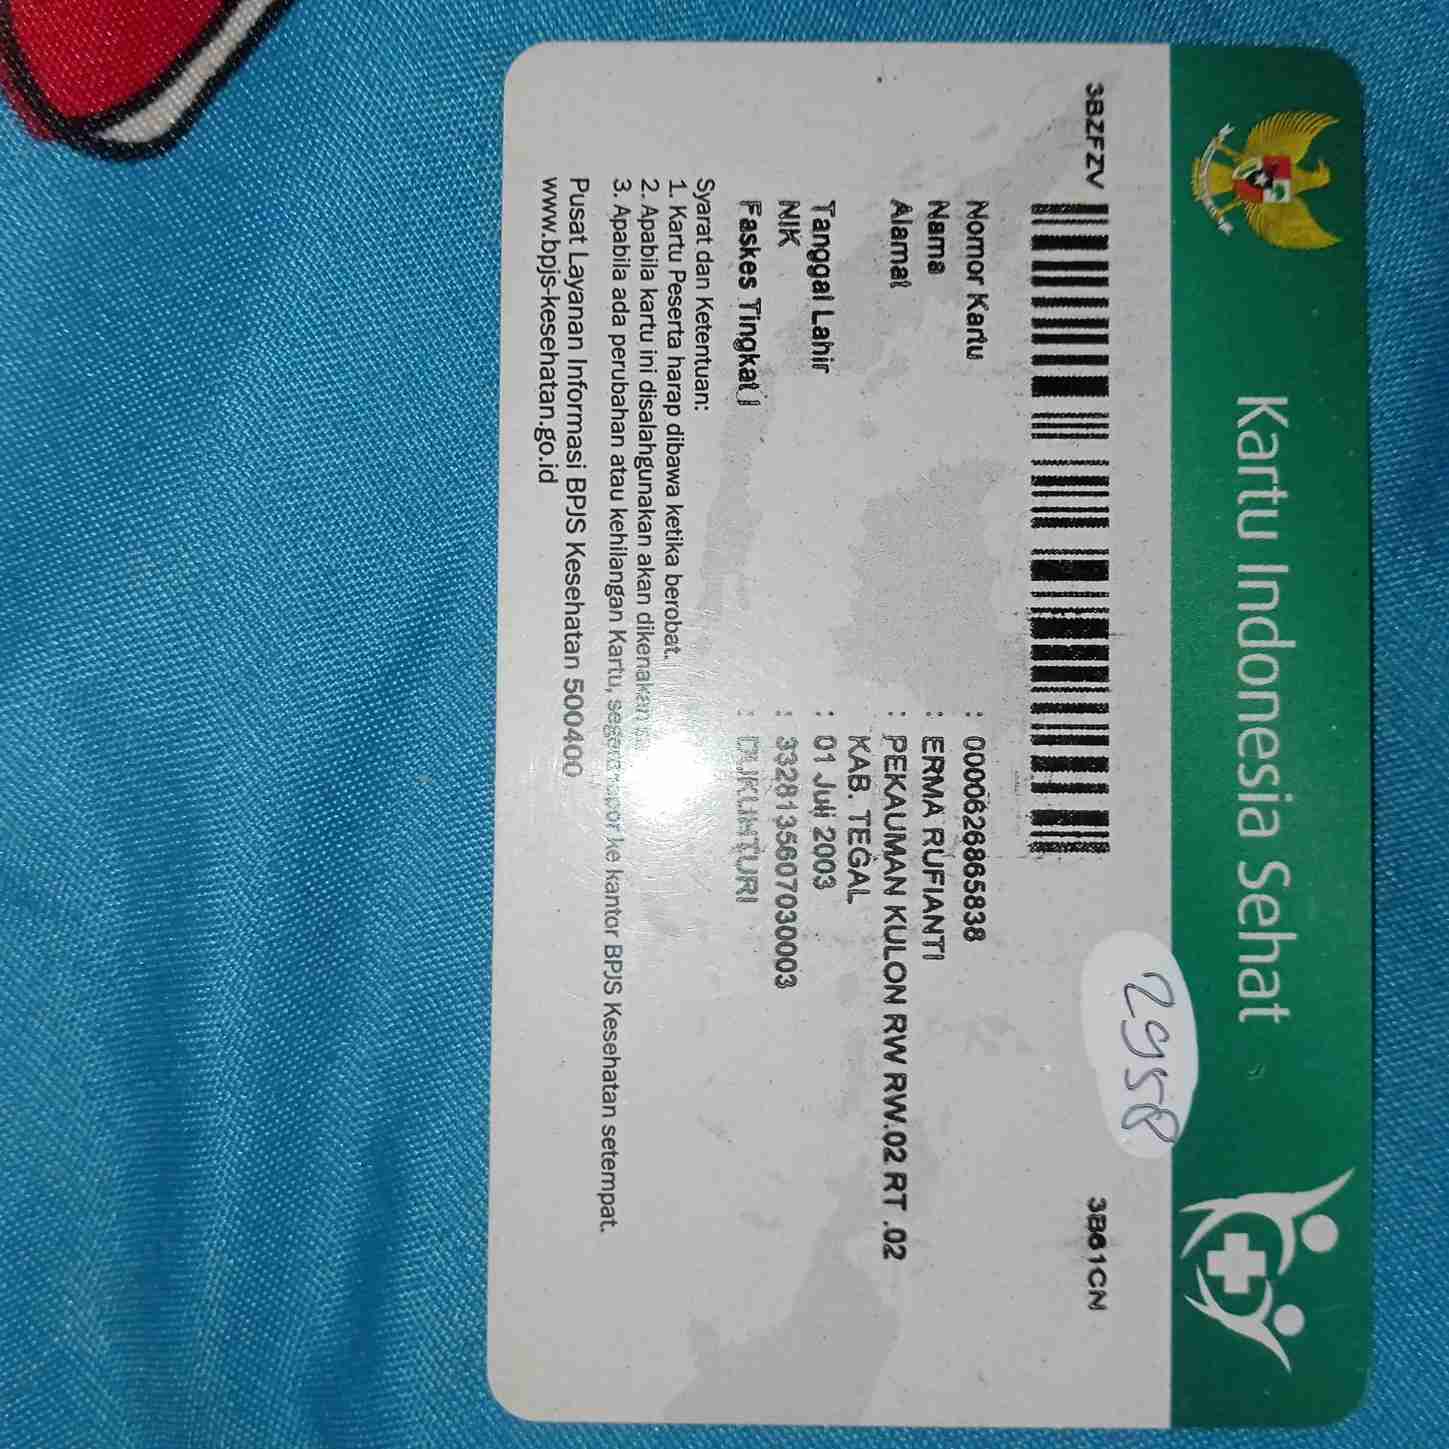 Kartu Indonesia Sehat
3BZFZV
2958
3B61CN
Nomor Kartu : 0000626865838
Nama : ERMA RUFIANTI
Alamat : PEKAUMAN KULON RW RW.02 RT .02
KAB. TEGAL
Tanggal Lahir : 01 Juli 2003
NIK : 3328135607030003
Faskes Tingkat I : DUKUHTURI
Syarat dan Ketentuan:
1. Kartu Peserta harap dibawa ketika berobat.
2. Apabila kartu ini disalahgunakan akan dikenakan
3. Apabila ada perubahan atau kehilangan Kartu, segera lapor ke kantor BPJS Kesehatan setempat.
Pusat Layanan Informasi BPJS Kesehatan 500400
www.bpjs-kesehatan.go.id